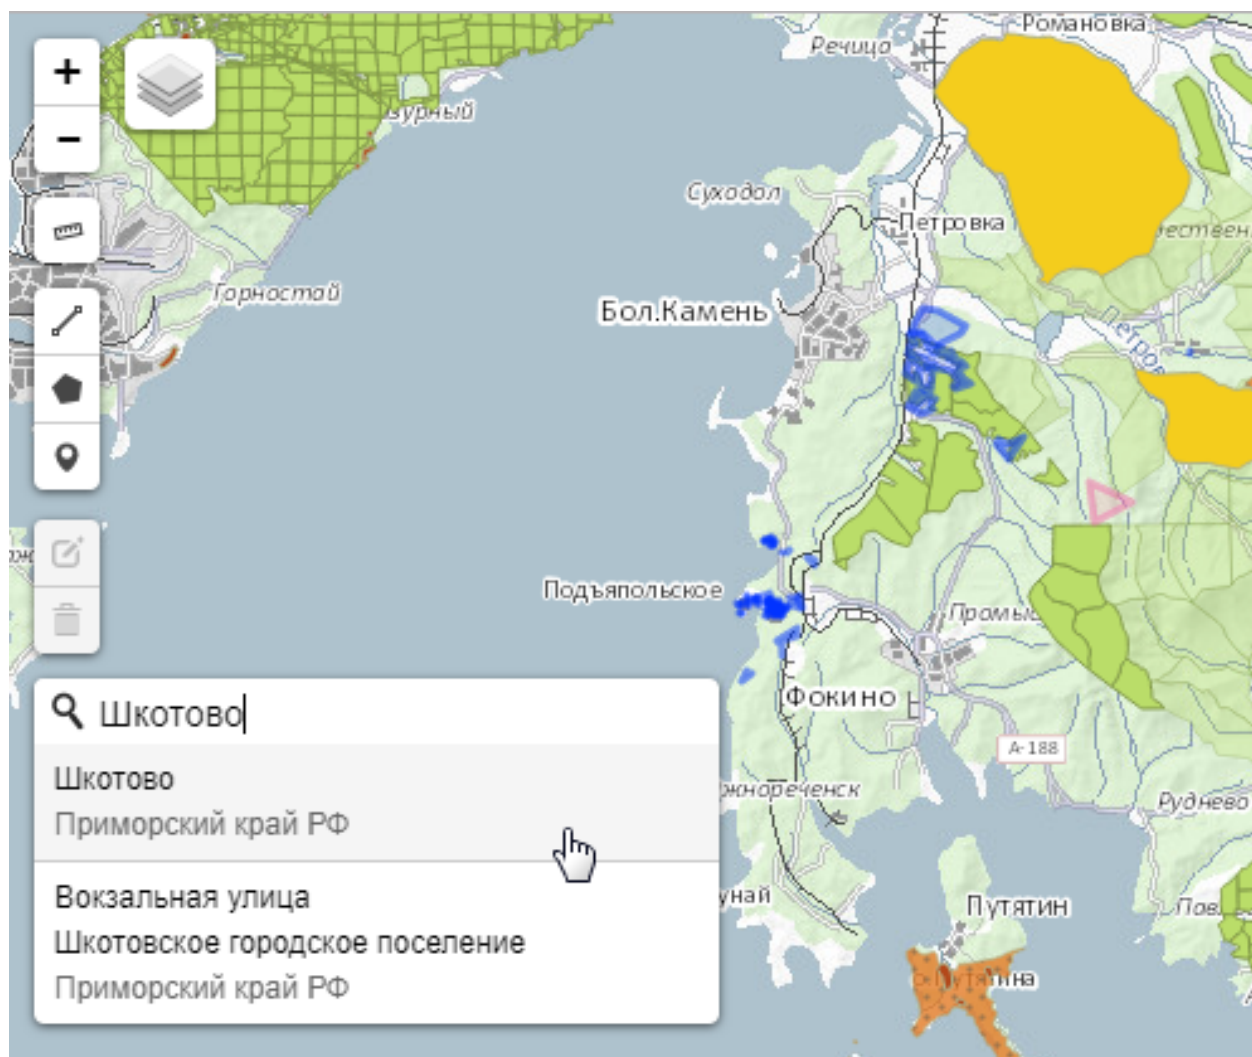 Романовка
Речица
Суходол
Петровка
Горностай
Бол.Камень
Подъяпольское
Фокино
А-188
Руднево
Путятин
Шкотово
Шкотово
Приморский край РФ
Вокзальная улица
Шкотовское городское поселение
Приморский край РФ